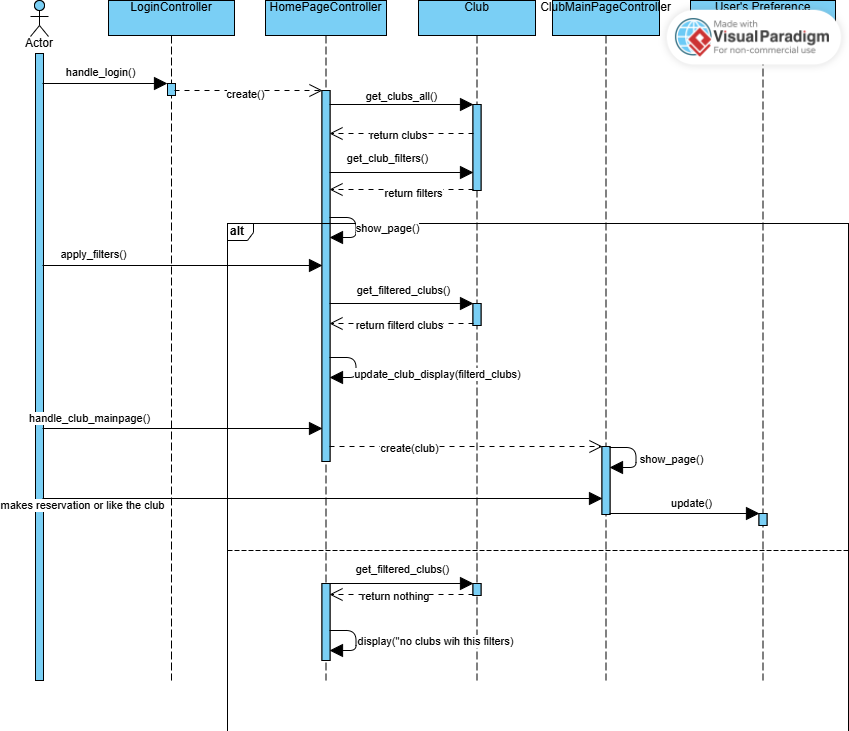 LoginController
HomePageController
Club
ClubMainPageController
User's Preference
Made with
VisualParadigm
For non-commercial use
Actor
handle_login()
create()
get_clubs_all()
return clubs
get_club_filters()
return filters
alt
show_page()
apply_filters()
get_filtered_clubs()
return filterd clubs
update_club_display(filterd_clubs)
handle_club_mainpage()
create(club)
show_page()
makes reservation or like the club
update()
get_filtered_clubs()
return nothing
display("no clubs wih this filters)